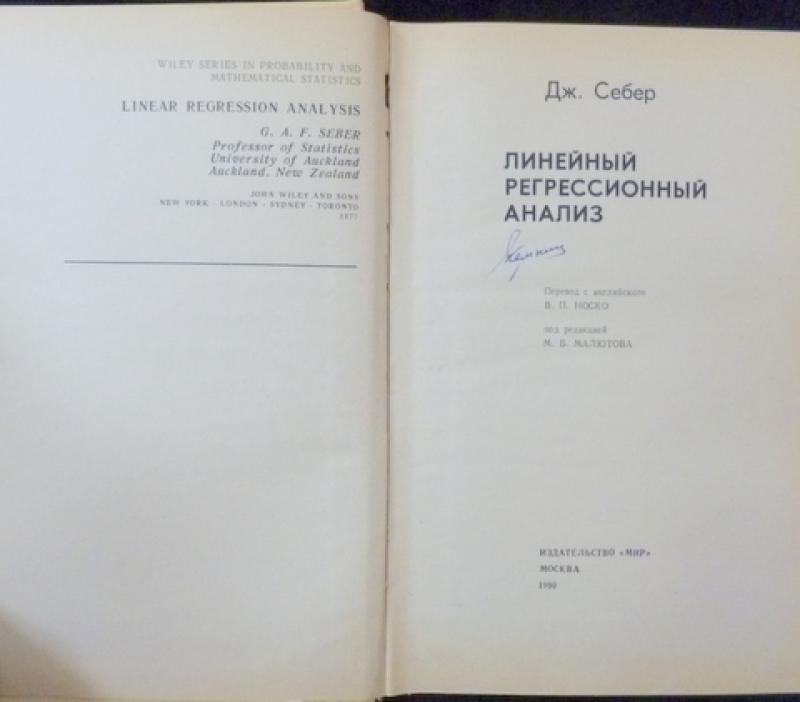 WILEY SERIES IN PROBABILITY AND
MATHEMATICAL STATISTICS
LINEAR REGRESSION ANALYSIS
G. A. F. SEBER
Professor of Statistics
University of Auckland
Auckland, New Zealand
JOHN WILEY AND SONS
NEW YORK · LONDON · SYDNEY · TORONTO
1977
Дж. Себер
ЛИНЕЙНЫЙ
РЕГРЕССИОННЫЙ
АНАЛИЗ
Перевод с английского
В. П. НОСКО
под редакцией
М. Б. МАЛЮТОВА
ИЗДАТЕЛЬСТВО «МИР»
МОСКВА
1980